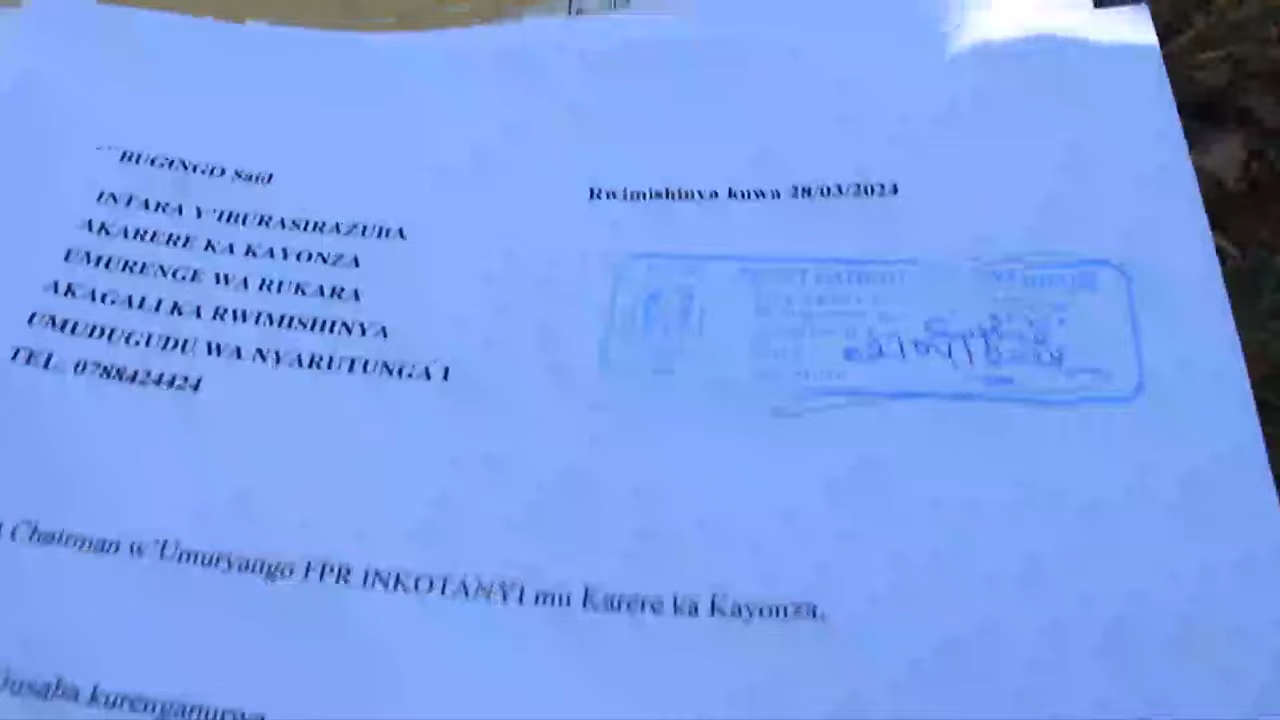 BUGINGO Said
INTARA Y'IBURASIRAZUBA
AKARERE KA KAYONZA
UMURENGE WA RUKARA
AKAGALI KA RWIMISHINYA
UMUDUGUDU WA NYARUTUNGA I
TEL. 0788424424
Rwimishinya kuwa 28/03/2024
Chairman w'Umuryango FPR INKOTANYI mu Karere ka Kayonza.
kurenganurwa